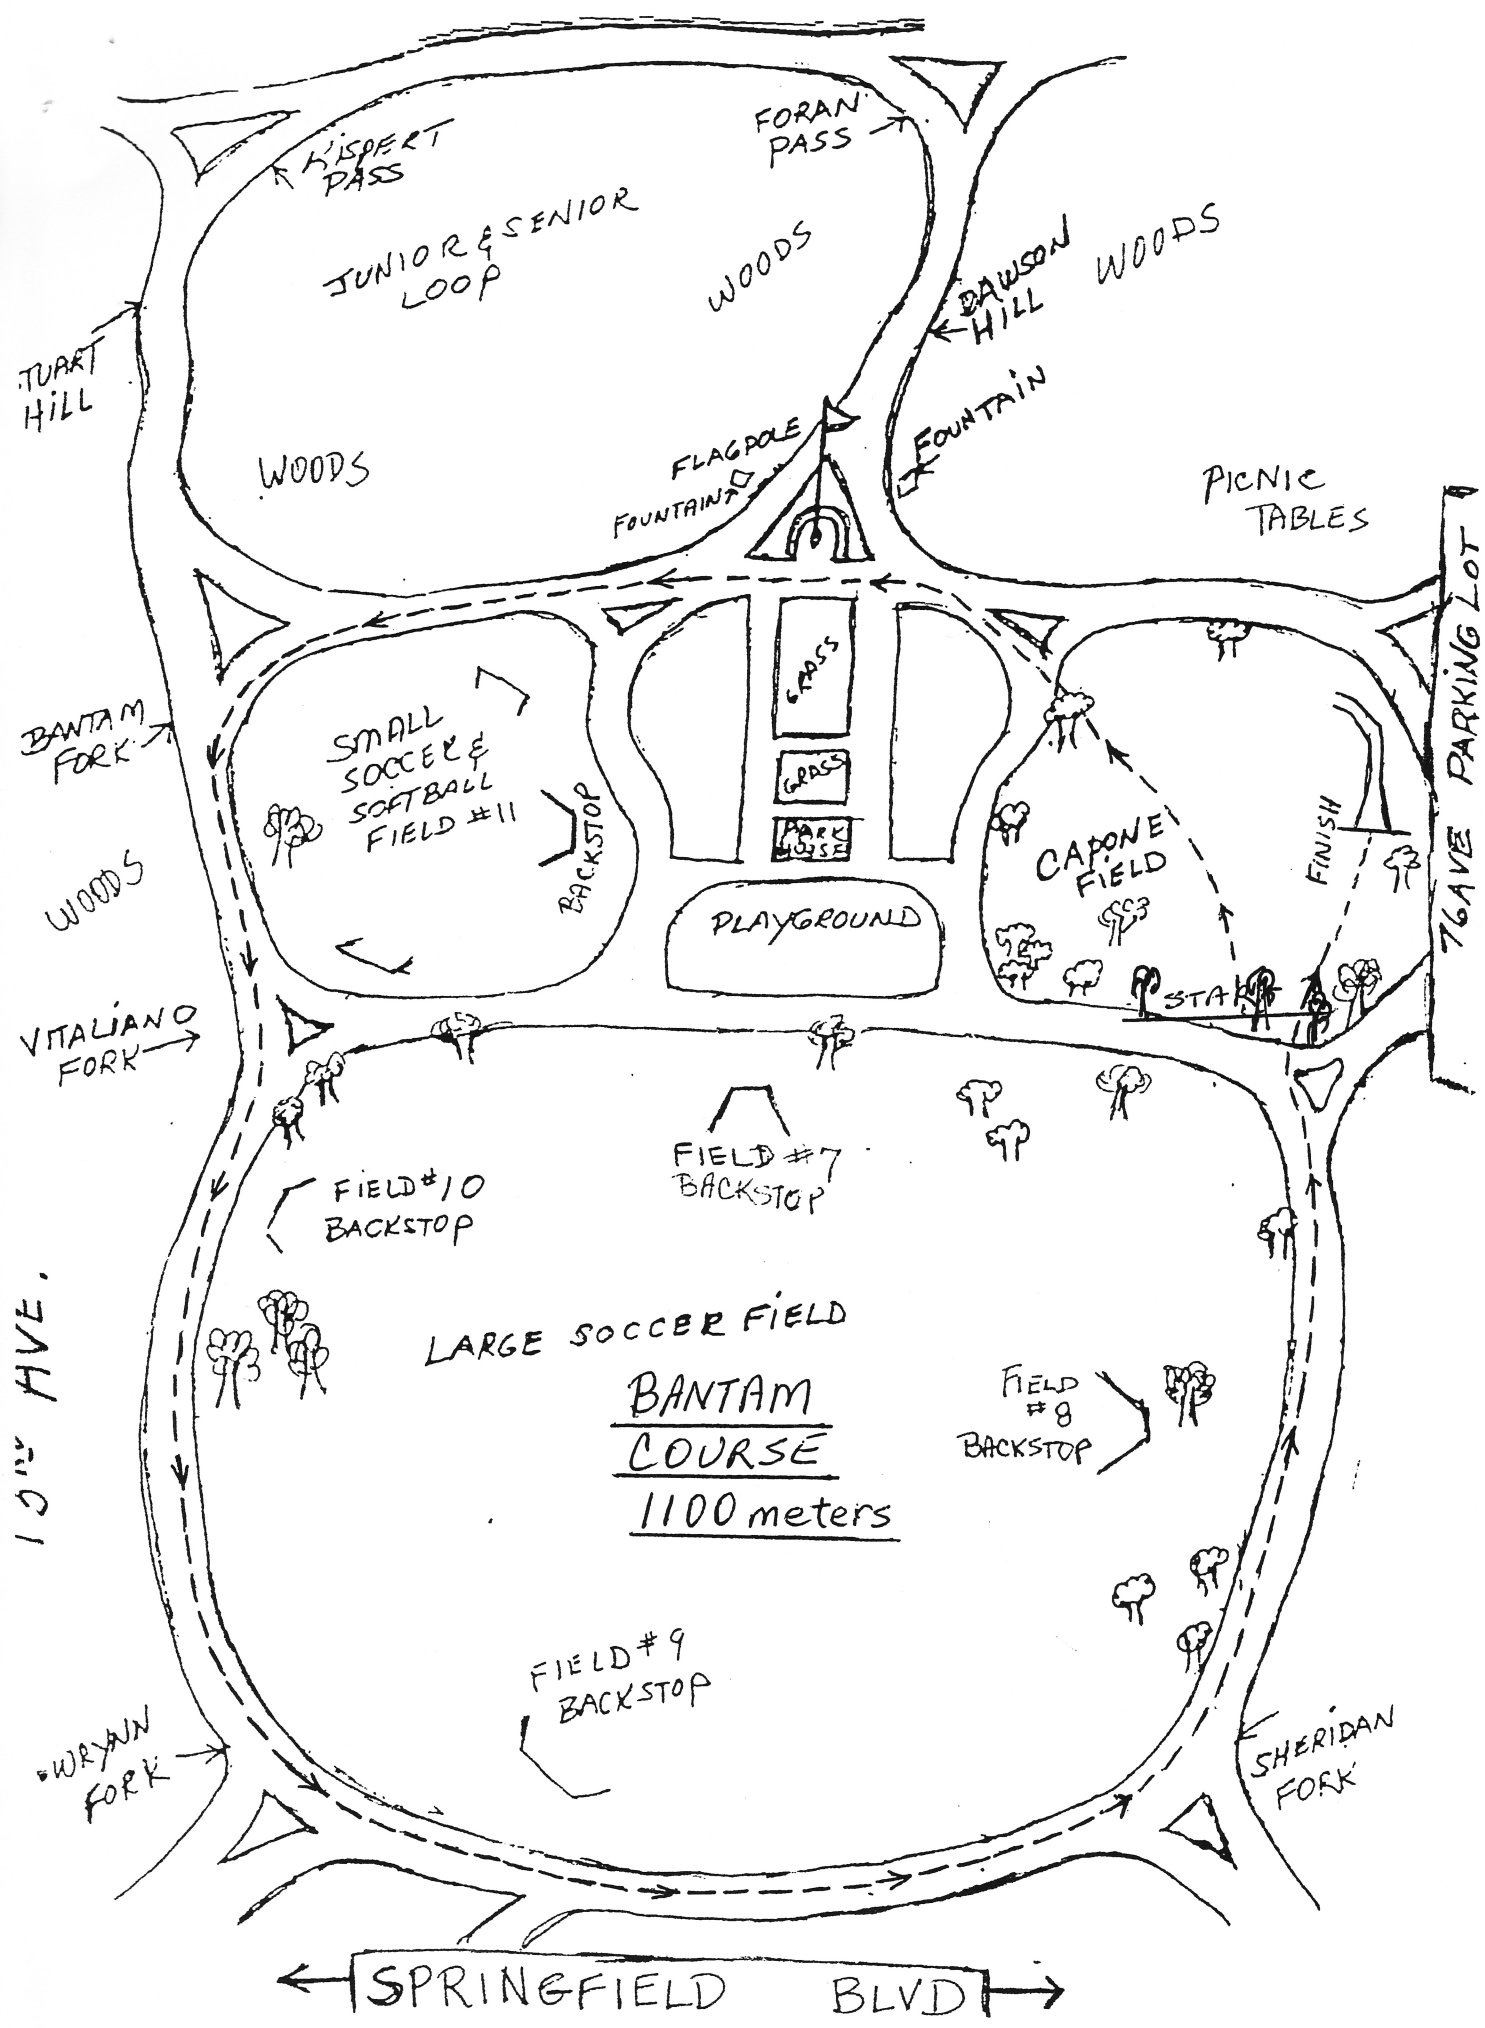 FORAN
PASS
PASS
JUNIOR & SENIOR
LOOP
WOODS
DAWSON
HILL
WOODS
TUART
HILL
WOODS
FLAGPOLE
FOUNTAIN
FOUNTAIN
PICNIC
TABLES
76 AVE PARKING LOT
BANTAM
FORK
SMALL
SOCCER &
SOFTBALL
FIELD #11
BACKSTOP
GRASS
GRASS
PARK
HOUSE
CAPONE
FIELD
FINISH
WOODS
PLAYGROUND
START
VITALIANO
FORK
FIELD #7
BACKSTOP
FIELD #10
BACKSTOP
AVE.
LARGE SOCCER FIELD
BANTAM
COURSE
1100 meters
FIELD
#8
BACKSTOP
FIELD #9
BACKSTOP
WRYNN
FORK
SHERIDAN
FORK
SPRINGFIELD BLVD